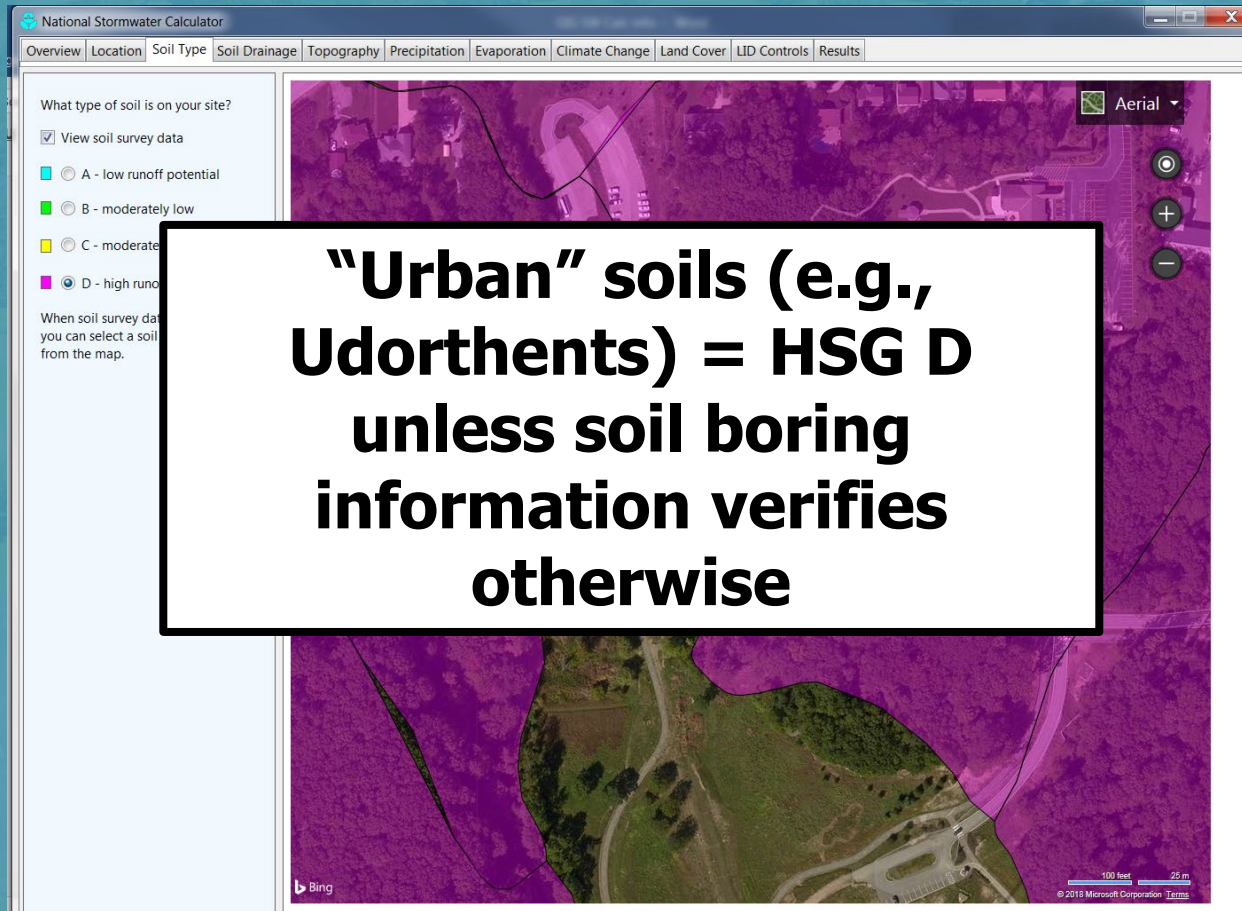 National Stormwater Calculator
Overview Location Soil Type Soil Drainage Topography Precipitation Evaporation Climate Change Land Cover LID Controls Results
What type of soil is on your site?
View soil survey data
A - low runoff potential
B - moderately low
C - moderate
D - high runo
When soil survey dat
you can select a soil
from the map.
Aerial
“Urban” soils (e.g.,
Udorthents) = HSG D
unless soil boring
information verifies
otherwise
Bing
100 feet 25 m
© 2018 Microsoft Corporation Terms